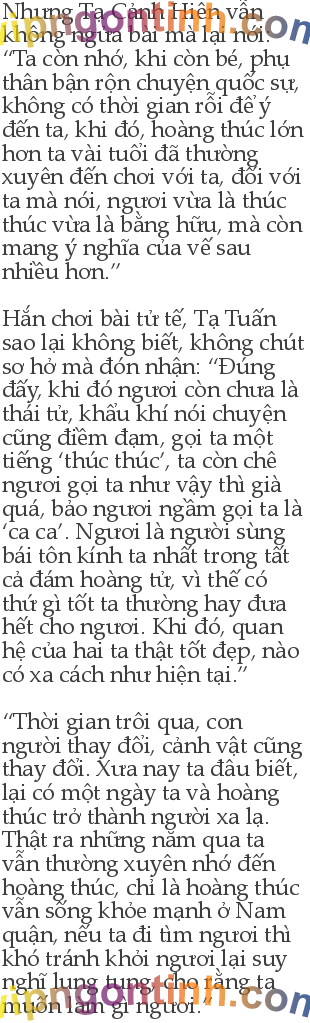 Nhưng Tạ Cảnh Hiên vẫn
không ngửa bài mà lại nói:
“Ta còn nhớ, khi còn bé, phụ
thân bận rộn chuyện quốc sự,
không có thời gian rỗi để ý
đến ta, khi đó, hoàng thúc lớn
hơn ta vài tuổi đã thường
xuyên đến chơi với ta, đối với
ta mà nói, ngươi vừa là thúc
thúc vừa là bằng hữu, mà còn
mang ý nghĩa của về sau
nhiều hơn.”
Hắn chơi bài tử tế, Tạ Tuấn
sao lại không biết, không chút
sơ hở mà đón nhận: “Đúng
đấy, khi đó ngươi còn chưa là
thái tử, khẩu khí nói chuyện
cũng điềm đạm, gọi ta một
tiếng ‘thúc thúc’, ta còn chê
ngươi gọi ta như vậy thì già
quá, bảo ngươi ngầm gọi ta là
‘ca ca’. Ngươi là người sùng
bái tôn kính ta nhất trong tất
cả đám hoàng tử, vì thế có
thứ gì tốt ta thường hay đưa
hết cho ngươi. Khi đó, quan
hệ của hai ta thật tốt đẹp, nào
có xa cách như hiện tại.”
“Thời gian trôi qua, con
người thay đổi, cảnh vật cũng
thay đổi. Xưa nay ta đâu biết,
lại có một ngày ta và hoàng
thúc trở thành người xa lạ.
Thật ra những năm qua ta
vẫn thường xuyên nhớ đến
hoàng thúc, chỉ là hoàng thúc
vẫn sống khỏe mạnh ở Nam
quận, nếu ta đi tìm ngươi thì
khó tránh khỏi ngươi lại suy
nghĩ lung tung, cho rằng ta
muốn làm gì ngươi.”